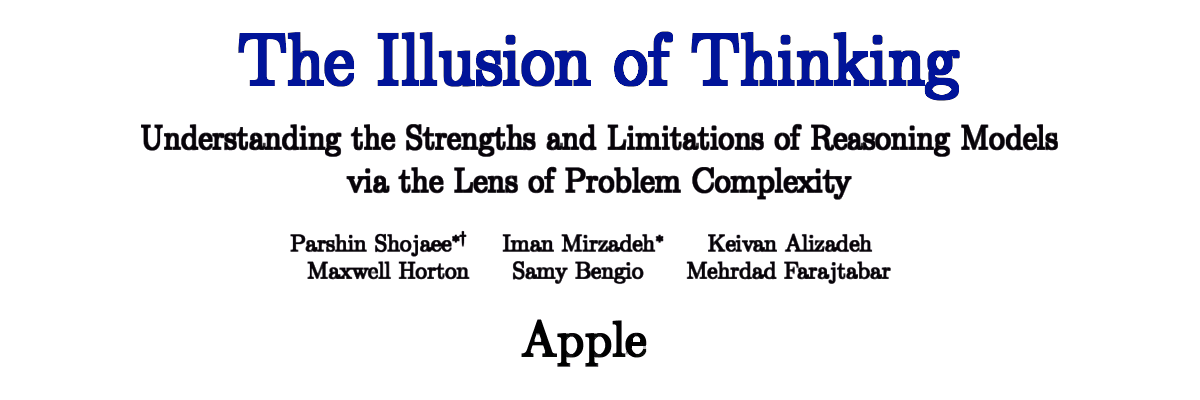 The Illusion of Thinking
Understanding the Strengths and Limitations of Reasoning Models
via the Lens of Problem Complexity
Parshin Shojaee*† Iman Mirzadeh* Keivan Alizadeh
Maxwell Horton Samy Bengio Mehrdad Farajtabar
Apple